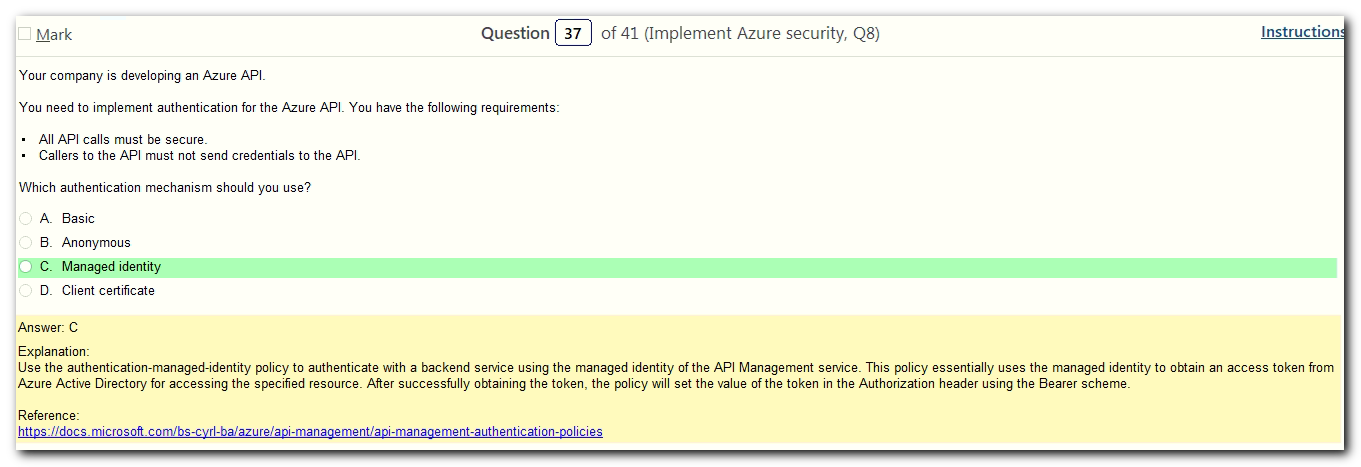 Mark Question 37 of 41 (Implement Azure security, Q8) Instructions
Your company is developing an Azure API.
You need to implement authentication for the Azure API. You have the following requirements:
▪ All API calls must be secure.
▪ Callers to the API must not send credentials to the API.
Which authentication mechanism should you use?
A. Basic
B. Anonymous
C. Managed identity
D. Client certificate
Answer: C
Explanation:
Use the authentication-managed-identity policy to authenticate with a backend service using the managed identity of the API Management service. This policy essentially uses the managed identity to obtain an access token from
Azure Active Directory for accessing the specified resource. After successfully obtaining the token, the policy will set the value of the token in the Authorization header using the Bearer scheme.
Reference:
https://docs.microsoft.com/bs-cyrl-ba/azure/api-management/api-management-authentication-policies